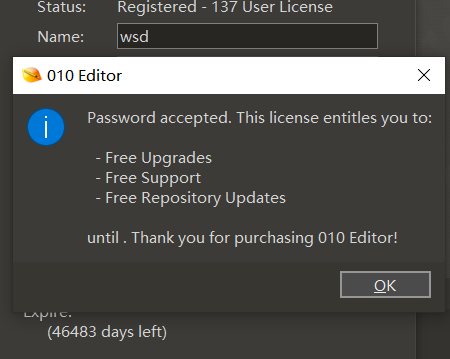 Status: Registered - 137 User License
Name: wsd
010 Editor
Password accepted. This license entitles you to:
- Free Upgrades
- Free Support
- Free Repository Updates
until . Thank you for purchasing 010 Editor!
OK
Expire:
(46483 days left)